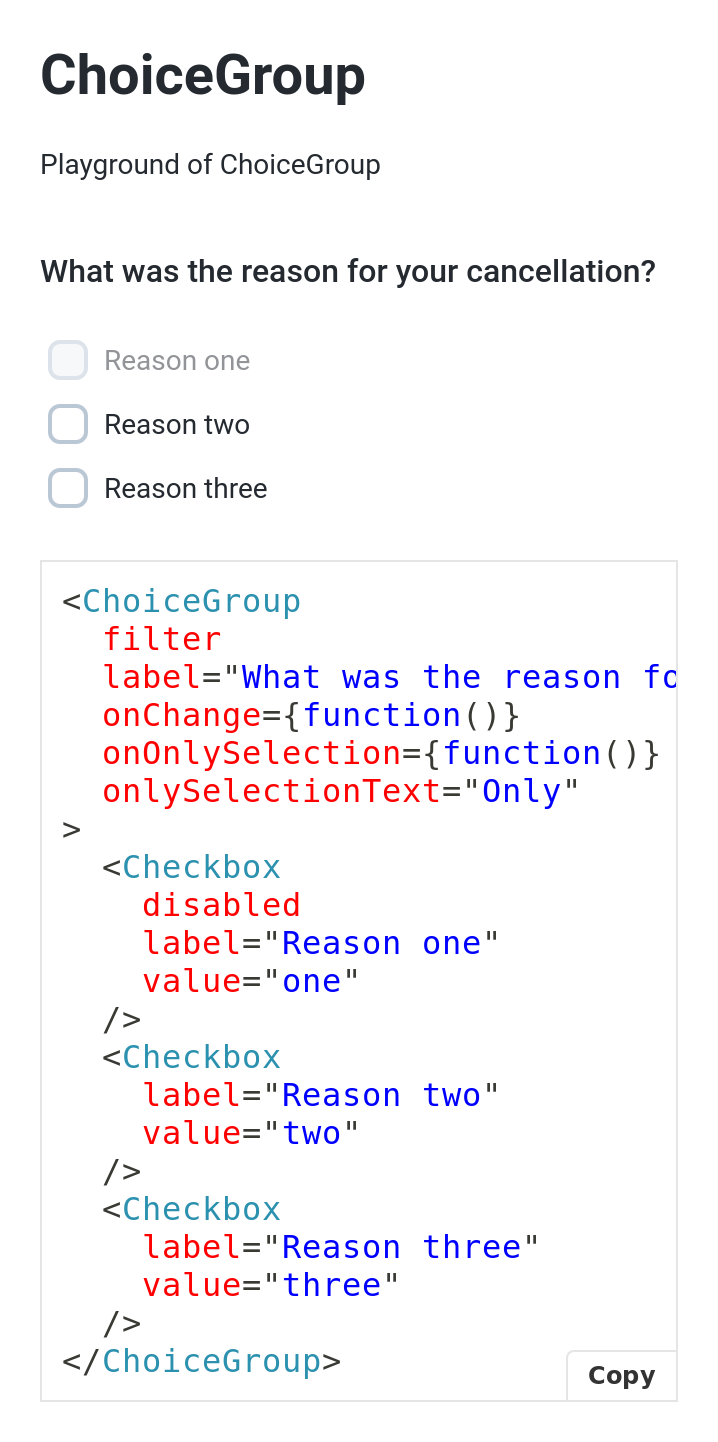 ChoiceGroup
Playground of ChoiceGroup
What was the reason for your cancellation?
Reason one
Reason two
Reason three
<ChoiceGroup
  filter
  label="What was the reason fo
  onChange={function()}
  onOnlySelection={function()}
  onlySelectionText="Only"
>
  <Checkbox
    disabled
    label="Reason one"
    value="one"
  />
  <Checkbox
    label="Reason two"
    value="two"
  />
  <Checkbox
    label="Reason three"
    value="three"
  />
</ChoiceGroup>
Copy